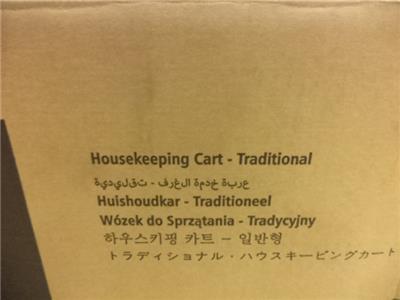 Housekeeping Cart - Traditional
عربة خدمة الغرف - تقليدية
Huishoudkar - Traditioneel
Wózek do Sprzątania - Tradycyjny
하우스키핑 카트 - 일반형
トラディショナル・ハウスキーピングカート